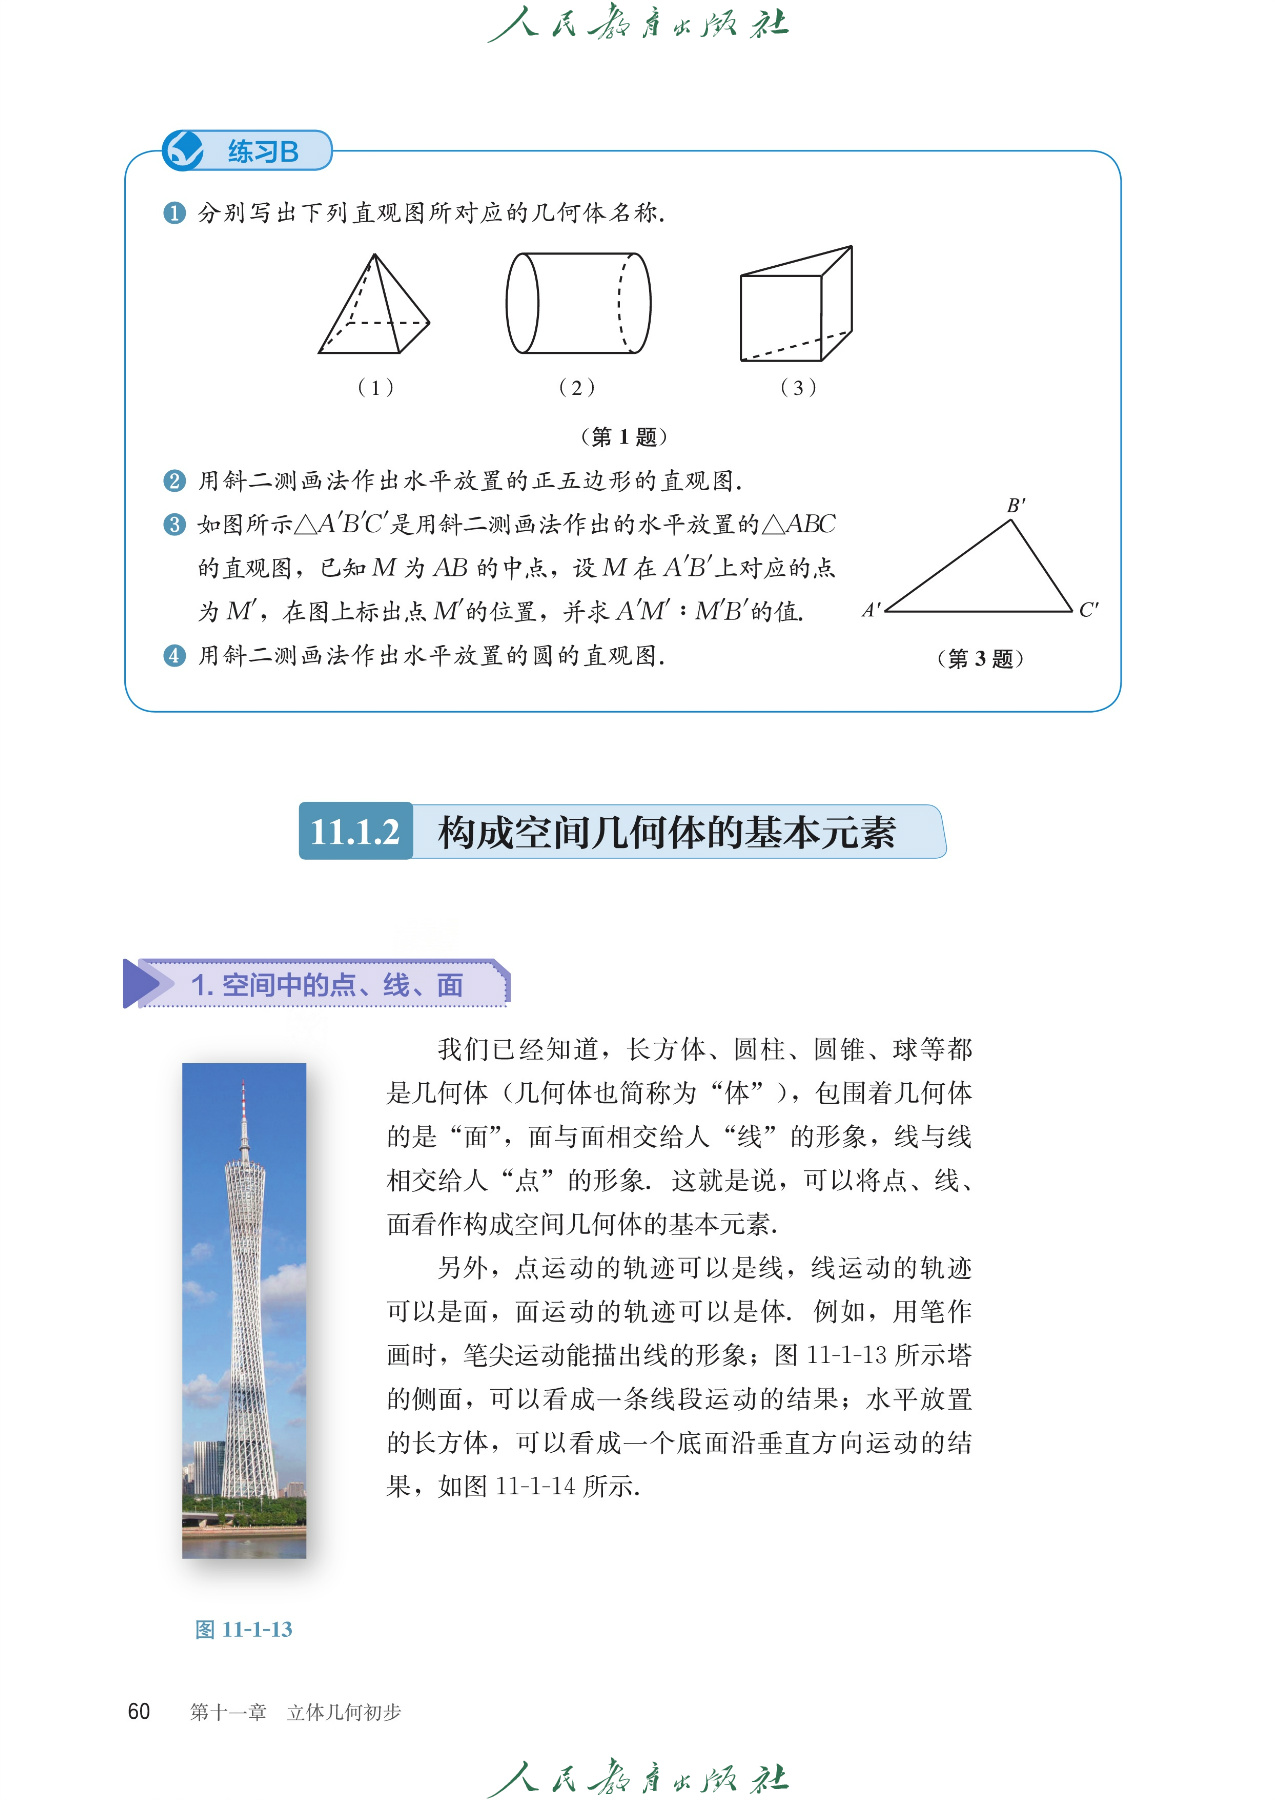 人民教育出版社
练习B
❶ 分别写出下列直观图所对应的几何体名称.
(1) (2) (3)
(第 1 题)
❷ 用斜二测画法作出水平放置的正五边形的直观图.
❸ 如图所示△A′B′C′是用斜二测画法作出的水平放置的△ABC
的直观图，已知 M 为 AB 的中点，设 M 在 A′B′上对应的点
为 M′，在图上标出点 M′的位置，并求 A′M′∶M′B′的值.
B′
A′ C′
(第 3 题)
❹ 用斜二测画法作出水平放置的圆的直观图.
11.1.2 构成空间几何体的基本元素
1. 空间中的点、线、面
我们已经知道，长方体、圆柱、圆锥、球等都
是几何体（几何体也简称为“体”），包围着几何体
的是“面”，面与面相交给人“线”的形象，线与线
相交给人“点”的形象. 这就是说，可以将点、线、
面看作构成空间几何体的基本元素.
另外，点运动的轨迹可以是线，线运动的轨迹
可以是面，面运动的轨迹可以是体. 例如，用笔作
画时，笔尖运动能描出线的形象；图 11-1-13 所示塔
的侧面，可以看成一条线段运动的结果；水平放置
的长方体，可以看成一个底面沿垂直方向运动的结
果，如图 11-1-14 所示.
图 11-1-13
60 第十一章 立体几何初步
人民教育出版社